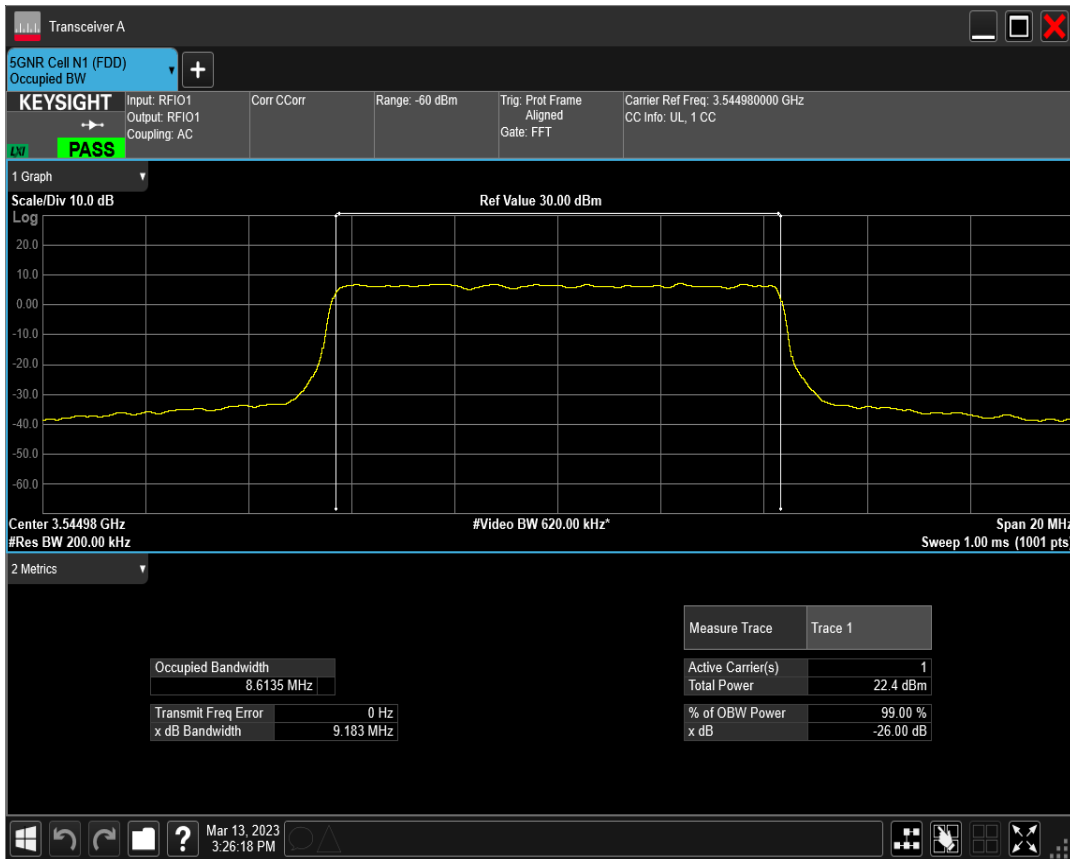 Transceiver A
5GNR Cell N1 (FDD)
Occupied BW
KEYSIGHT
LXI
PASS
Input: RFIO1
Output: RFIO1
Coupling: AC
Corr CCorr
Range: -60 dBm
Trig: Prot Frame
Aligned
Gate: FFT
Carrier Ref Freq: 3.544980000 GHz
CC Info: UL, 1 CC
1 Graph
Scale/Div 10.0 dB
Ref Value 30.00 dBm
Log
20.0
10.0
0.00
-10.0
-20.0
-30.0
-40.0
-50.0
-60.0
Center 3.54498 GHz
#Video BW 620.00 kHz*
Span 20 MHz
#Res BW 200.00 kHz
Sweep 1.00 ms (1001 pts)
2 Metrics
Measure Trace Trace 1
Occupied Bandwidth
8.6135 MHz
Active Carrier(s) 1
Total Power 22.4 dBm
Transmit Freq Error 0 Hz
x dB Bandwidth 9.183 MHz
% of OBW Power 99.00 %
x dB -26.00 dB
?
Mar 13, 2023
3:26:18 PM